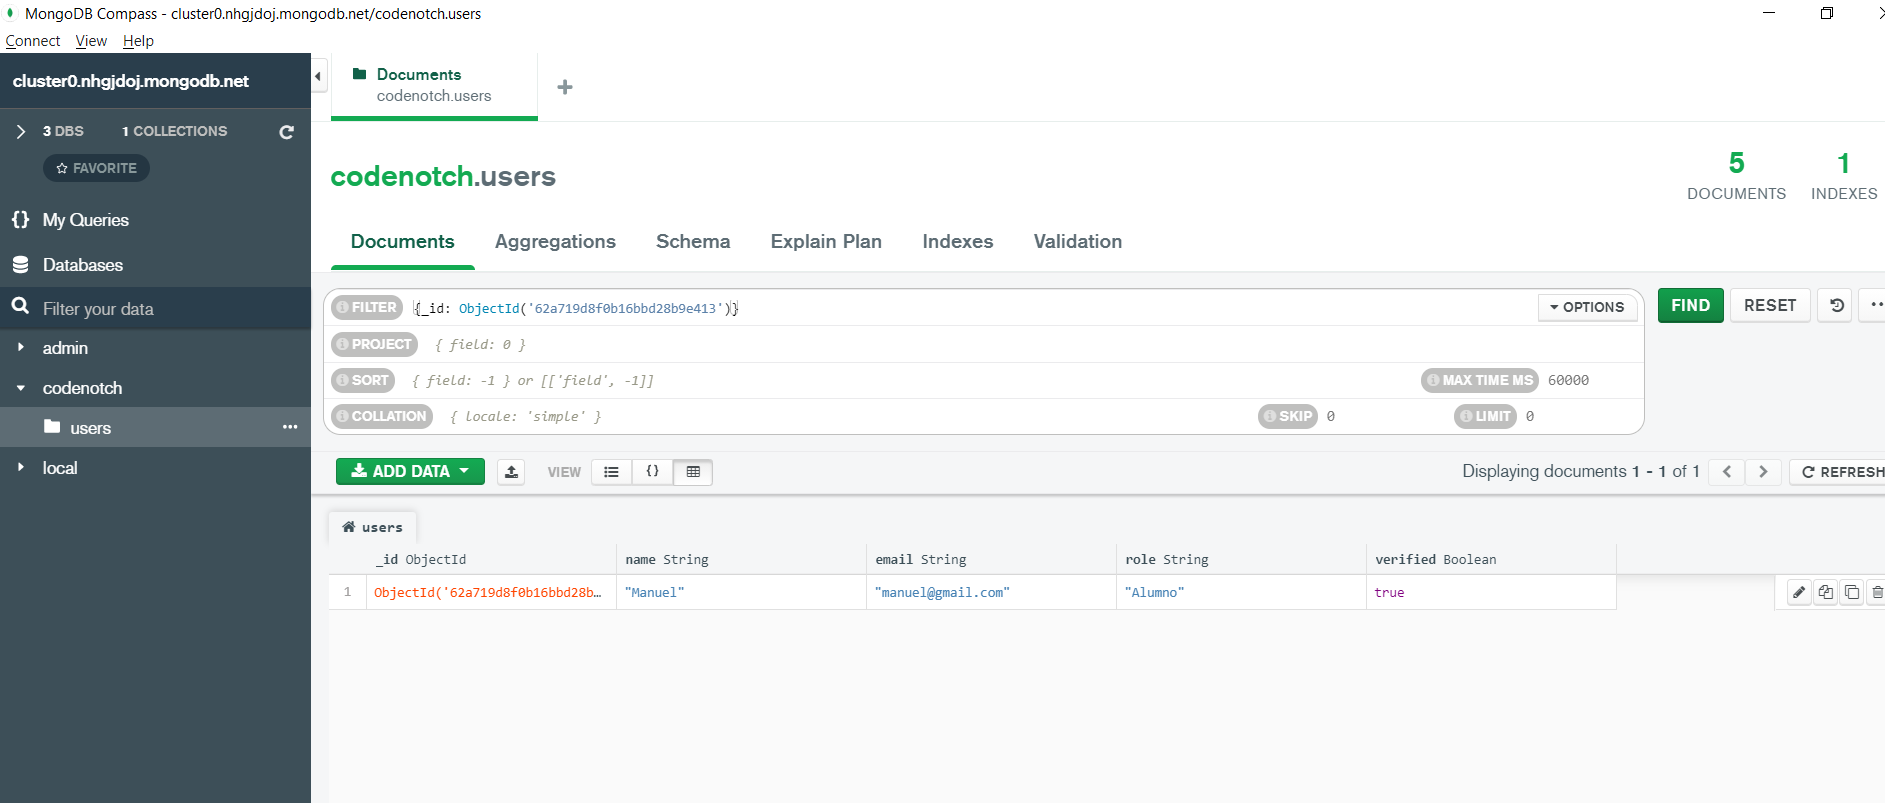 MongoDB Compass - cluster0.nhgjdoj.mongodb.net/codenotch.users
Connect View Help
cluster0.nhgjdoj.mongodb.net
3 DBS 1 COLLECTIONS
FAVORITE
{} My Queries
Databases
Filter your data
admin
codenotch
users ...
local
Documents
codenotch.users
+
codenotch.users
5 DOCUMENTS
1 INDEXES
Documents Aggregations Schema Explain Plan Indexes Validation
FILTER {_id: ObjectId('62a719d8f0b16bbd28b9e413')} OPTIONS FIND RESET
PROJECT { field: 0 }
SORT { field: -1 } or [['field', -1]] MAX TIME MS 60000
COLLATION { locale: 'simple' } SKIP 0 LIMIT 0
ADD DATA VIEW {} Displaying documents 1 - 1 of 1 REFRESH
users
_id ObjectId name String email String role String verified Boolean
1 ObjectId('62a719d8f0b16bbd28b… "Manuel" "manuel@gmail.com" "Alumno" true